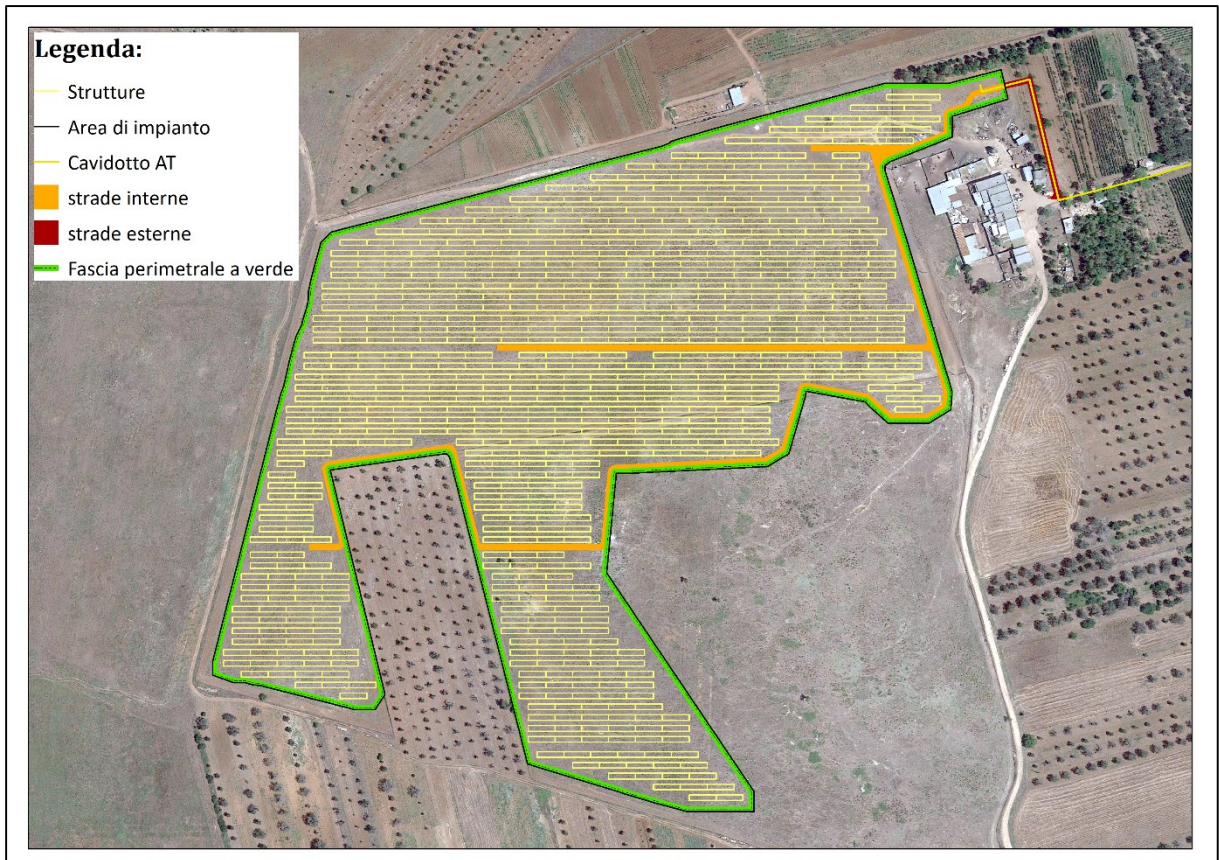 Legenda:
Strutture
Area di impianto
Cavidotto AT
strade interne
strade esterne
Fascia perimetrale a verde